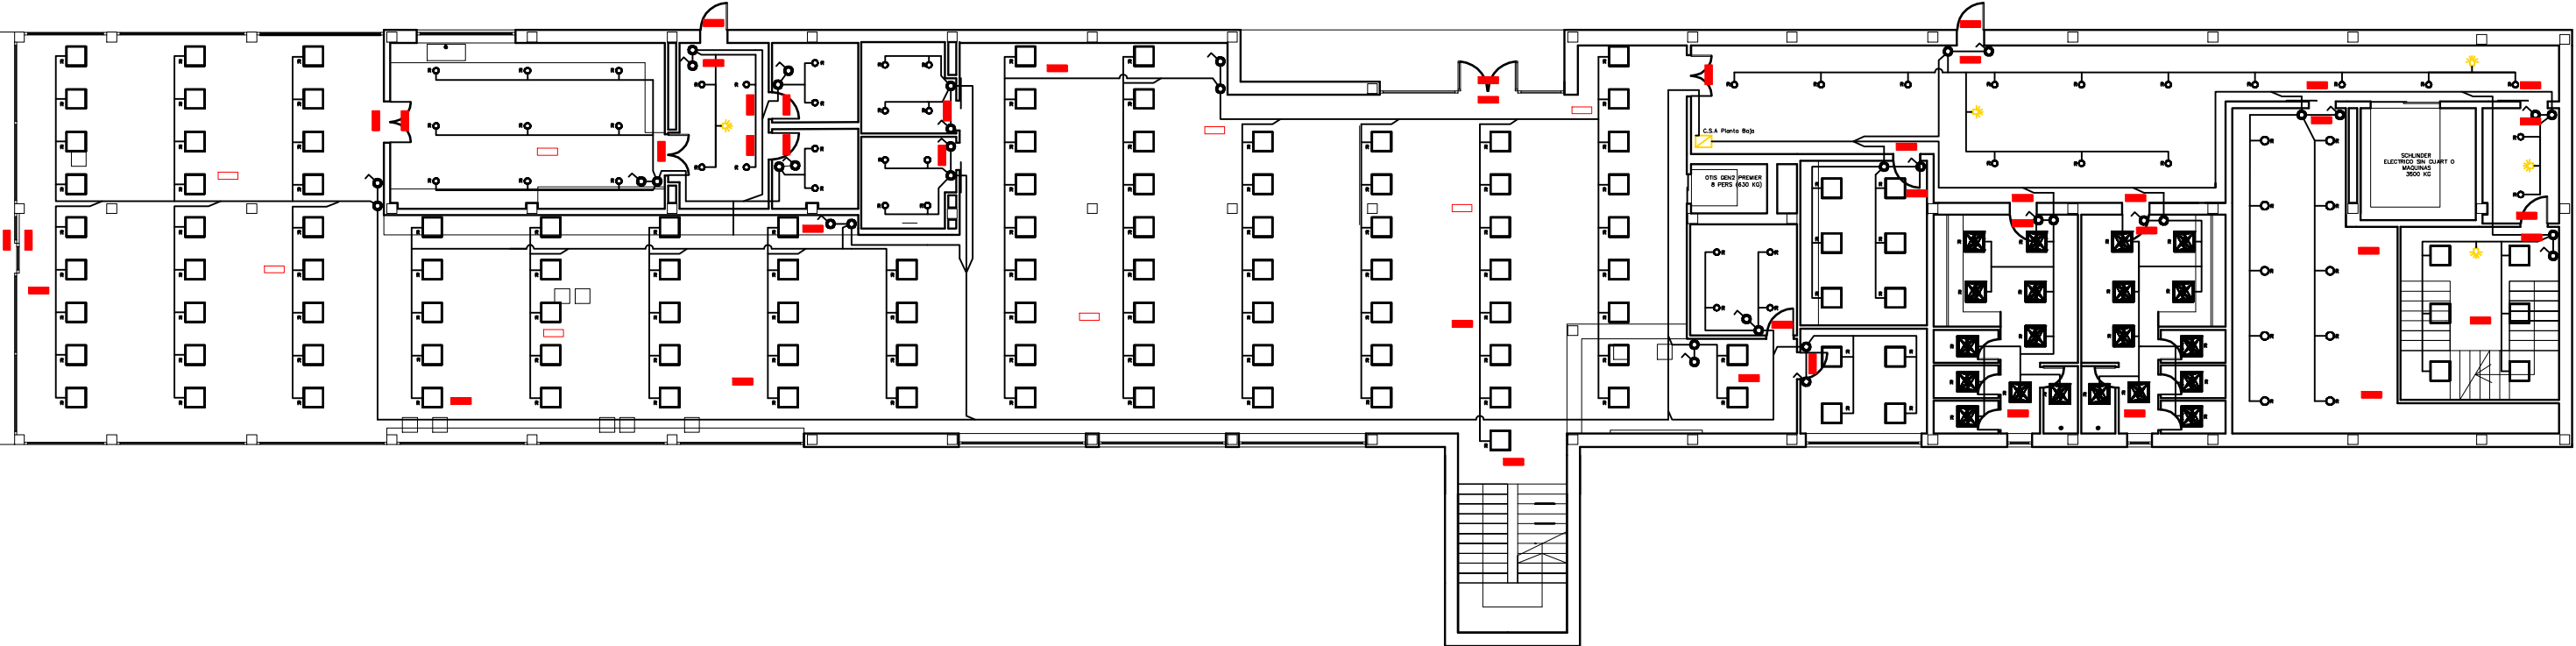 C.S.A Planta Baja
OTIS GEN2 PREMIER
8 PERS (630 KG)
SCHLINDER
ELECTRICO SIN CUART O
MAQUINAS
3500 KG